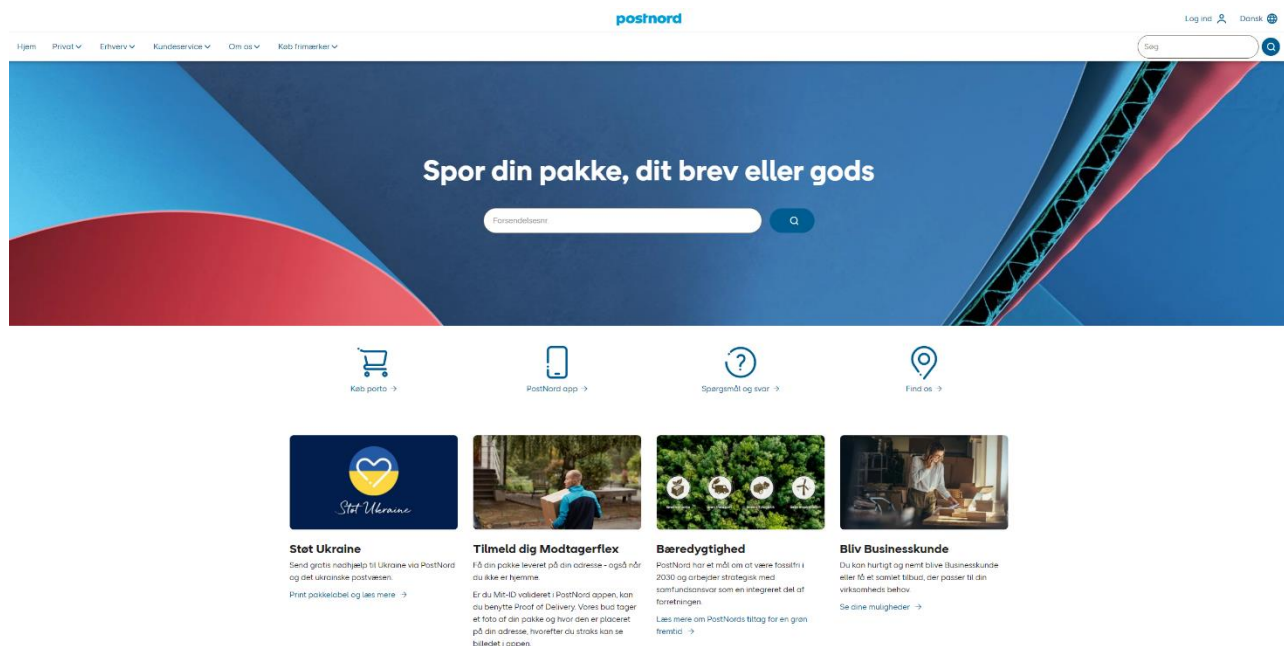 postnord
Log ind
Dansk
Hjem Privat Erhverv Kundeservice Om os Køb frimærker
Søg
Spor din pakke, dit brev eller gods
Forsendelsesnr
Køb porto →
PostNord app →
Spørgsmål og svar →
Find os →
Støt Ukraine
Støt Ukraine
Send gratis nødhjælp til Ukraine via PostNord
og det ukrainske postvæsen.
Print pakkelabel og læs mere →
Tilmeld dig Modtagerflex
Få din pakke leveret på din adresse - også når
du ikke er hjemme.
Er du Mit-ID valideret i PostNord appen, kan
du benytte Proof of Delivery. Vores bud tager
et foto af din pakke og hvor den er placeret
på din adresse, hvorefter du straks kan se
billedet i appen.
Bæredygtighed
PostNord har et mål om at være fossilfri i
2030 og arbejder strategisk med
samfundsansvar som en integreret del af
forretningen.
Læs mere om PostNords tiltag for en grøn
fremtid →
Bliv Businesskunde
Du kan hurtigt og nemt blive Businesskunde
eller få et samlet tilbud, der passer til din
virksomheds behov.
Se dine muligheder →